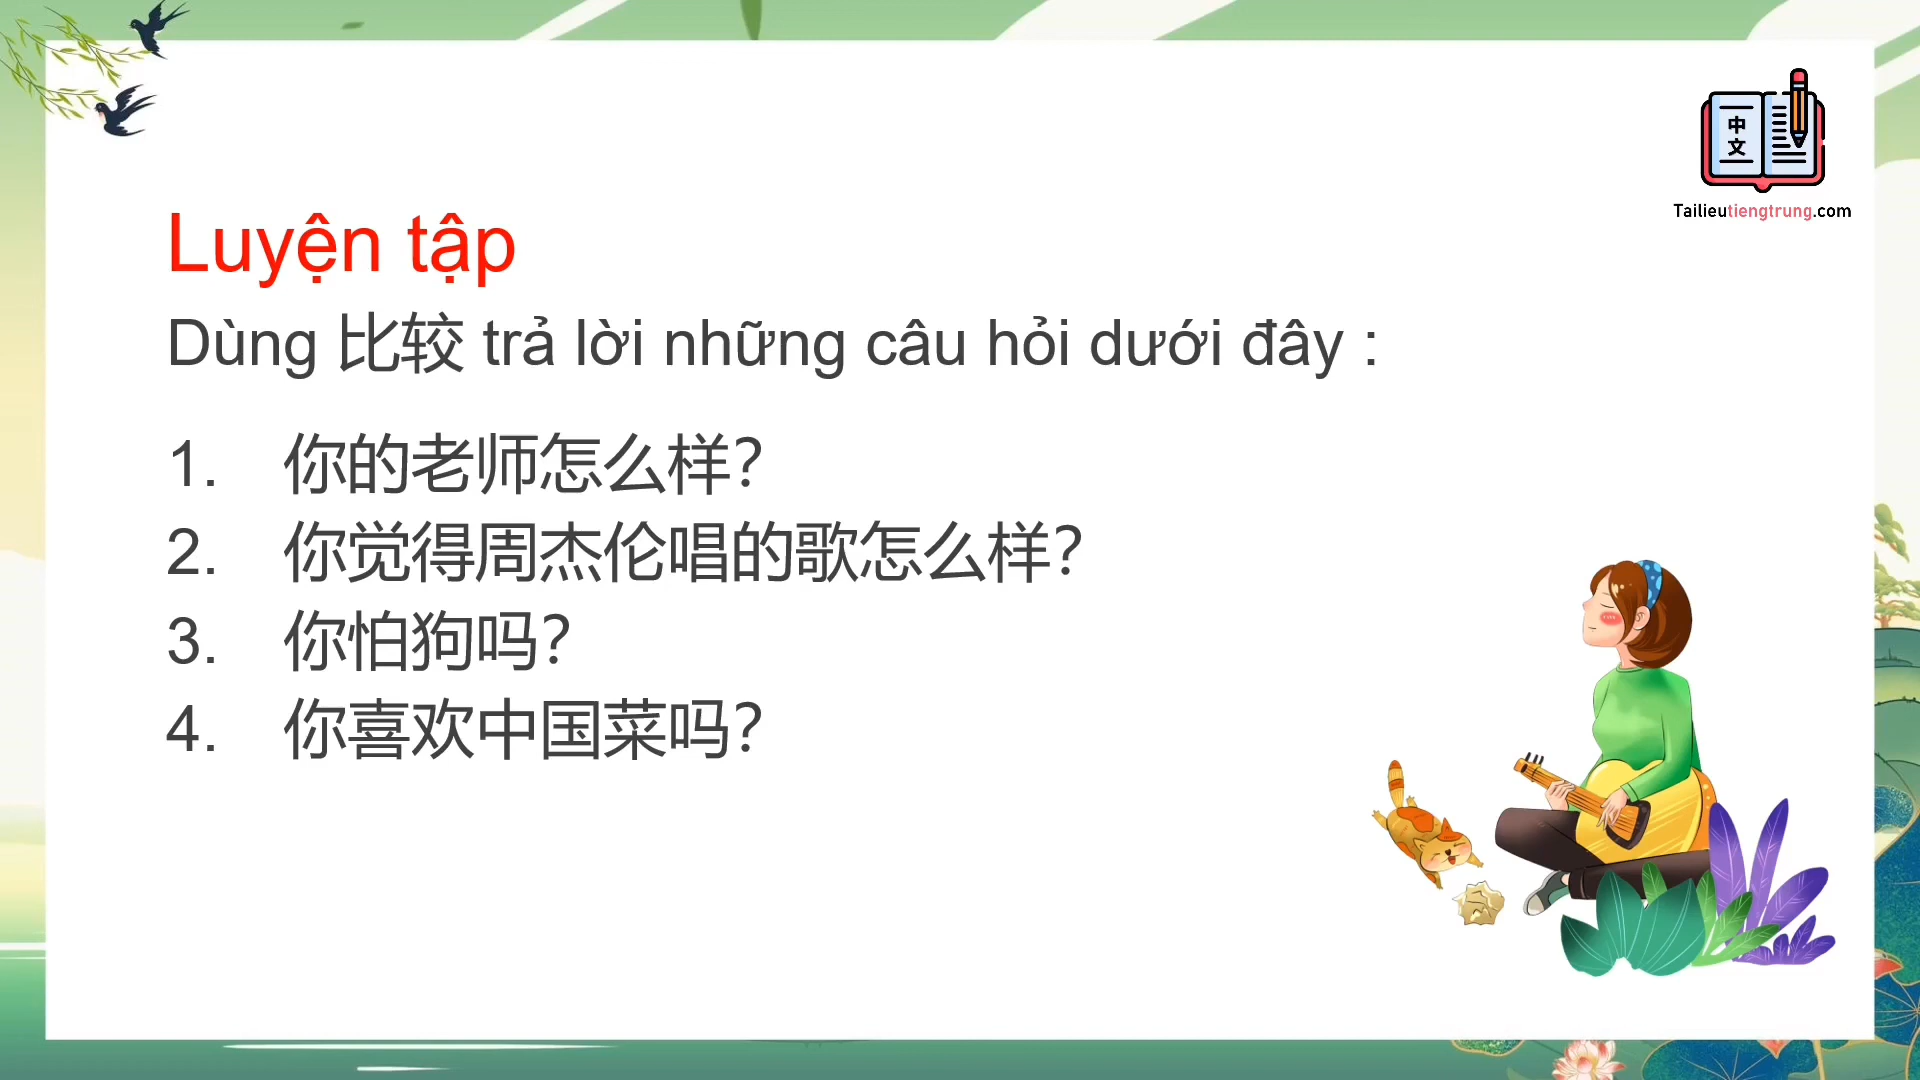 中
文
Tailieutiengtrung.com
Luyện tập
Dùng 比较 trả lời những câu hỏi dưới đây :
1. 你的老师怎么样?
2. 你觉得周杰伦唱的歌怎么样?
3. 你怕狗吗?
4. 你喜欢中国菜吗?